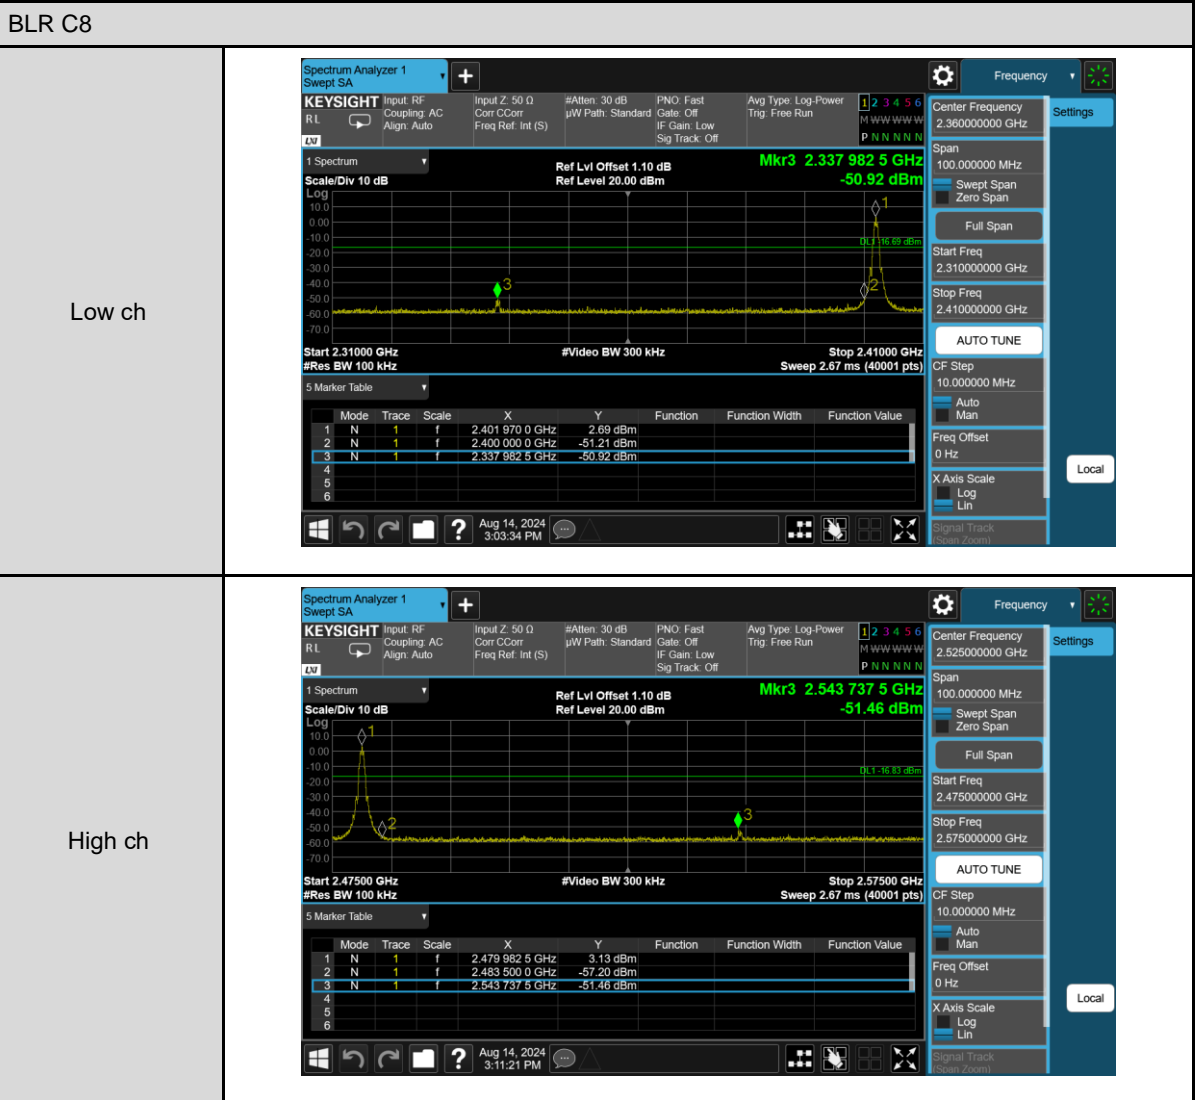 BLR C8
Low ch
Spectrum Analyzer 1
Swept SA
Frequency
KEYSIGHT
RL
LXI
Input: RF
Coupling: AC
Align: Auto
Input Z: 50 Ω
Corr CCorr
Freq Ref: Int (S)
#Atten: 30 dB
µW Path: Standard
PNO: Fast
Gate: Off
IF Gain: Low
Sig Track: Off
Avg Type: Log-Power
Trig: Free Run
1 2 3 4 5 6
M W W W W W
P N N N N N
Center Frequency
2.360000000 GHz
Settings
Span
100.000000 MHz
Swept Span
Zero Span
Full Span
Start Freq
2.310000000 GHz
Stop Freq
2.410000000 GHz
AUTO TUNE
CF Step
10.000000 MHz
Auto
Man
Freq Offset
0 Hz
X Axis Scale
Log
Lin
Signal Track
(Span Zoom)
Local
1 Spectrum
Scale/Div 10 dB
Ref Lvl Offset 1.10 dB
Ref Level 20.00 dBm
Mkr3 2.337 982 5 GHz
-50.92 dBm
Log
10.0
0.00
-10.0
-20.0
-30.0
-40.0
-50.0
-60.0
-70.0
1
DL1 -16.69 dBm
2
3
Start 2.31000 GHz
#Res BW 100 kHz
#Video BW 300 kHz
Stop 2.41000 GHz
Sweep 2.67 ms (40001 pts)
5 Marker Table
Mode Trace Scale X Y Function Function Width Function Value
1 N 1 f 2.401 970 0 GHz 2.69 dBm
2 N 1 f 2.400 000 0 GHz -51.21 dBm
3 N 1 f 2.337 982 5 GHz -50.92 dBm
4
5
6
?
Aug 14, 2024
3:03:34 PM
High ch
Spectrum Analyzer 1
Swept SA
Frequency
KEYSIGHT
RL
LXI
Input: RF
Coupling: AC
Align: Auto
Input Z: 50 Ω
Corr CCorr
Freq Ref: Int (S)
#Atten: 30 dB
µW Path: Standard
PNO: Fast
Gate: Off
IF Gain: Low
Sig Track: Off
Avg Type: Log-Power
Trig: Free Run
1 2 3 4 5 6
M W W W W W
P N N N N N
Center Frequency
2.525000000 GHz
Settings
Span
100.000000 MHz
Swept Span
Zero Span
Full Span
Start Freq
2.475000000 GHz
Stop Freq
2.575000000 GHz
AUTO TUNE
CF Step
10.000000 MHz
Auto
Man
Freq Offset
0 Hz
X Axis Scale
Log
Lin
Signal Track
(Span Zoom)
Local
1 Spectrum
Scale/Div 10 dB
Ref Lvl Offset 1.10 dB
Ref Level 20.00 dBm
Mkr3 2.543 737 5 GHz
-51.46 dBm
Log
10.0
0.00
-10.0
-20.0
-30.0
-40.0
-50.0
-60.0
-70.0
1
DL1 -16.83 dBm
2
3
Start 2.47500 GHz
#Res BW 100 kHz
#Video BW 300 kHz
Stop 2.57500 GHz
Sweep 2.67 ms (40001 pts)
5 Marker Table
Mode Trace Scale X Y Function Function Width Function Value
1 N 1 f 2.479 982 5 GHz 3.13 dBm
2 N 1 f 2.483 500 0 GHz -57.20 dBm
3 N 1 f 2.543 737 5 GHz -51.46 dBm
4
5
6
?
Aug 14, 2024
3:11:21 PM